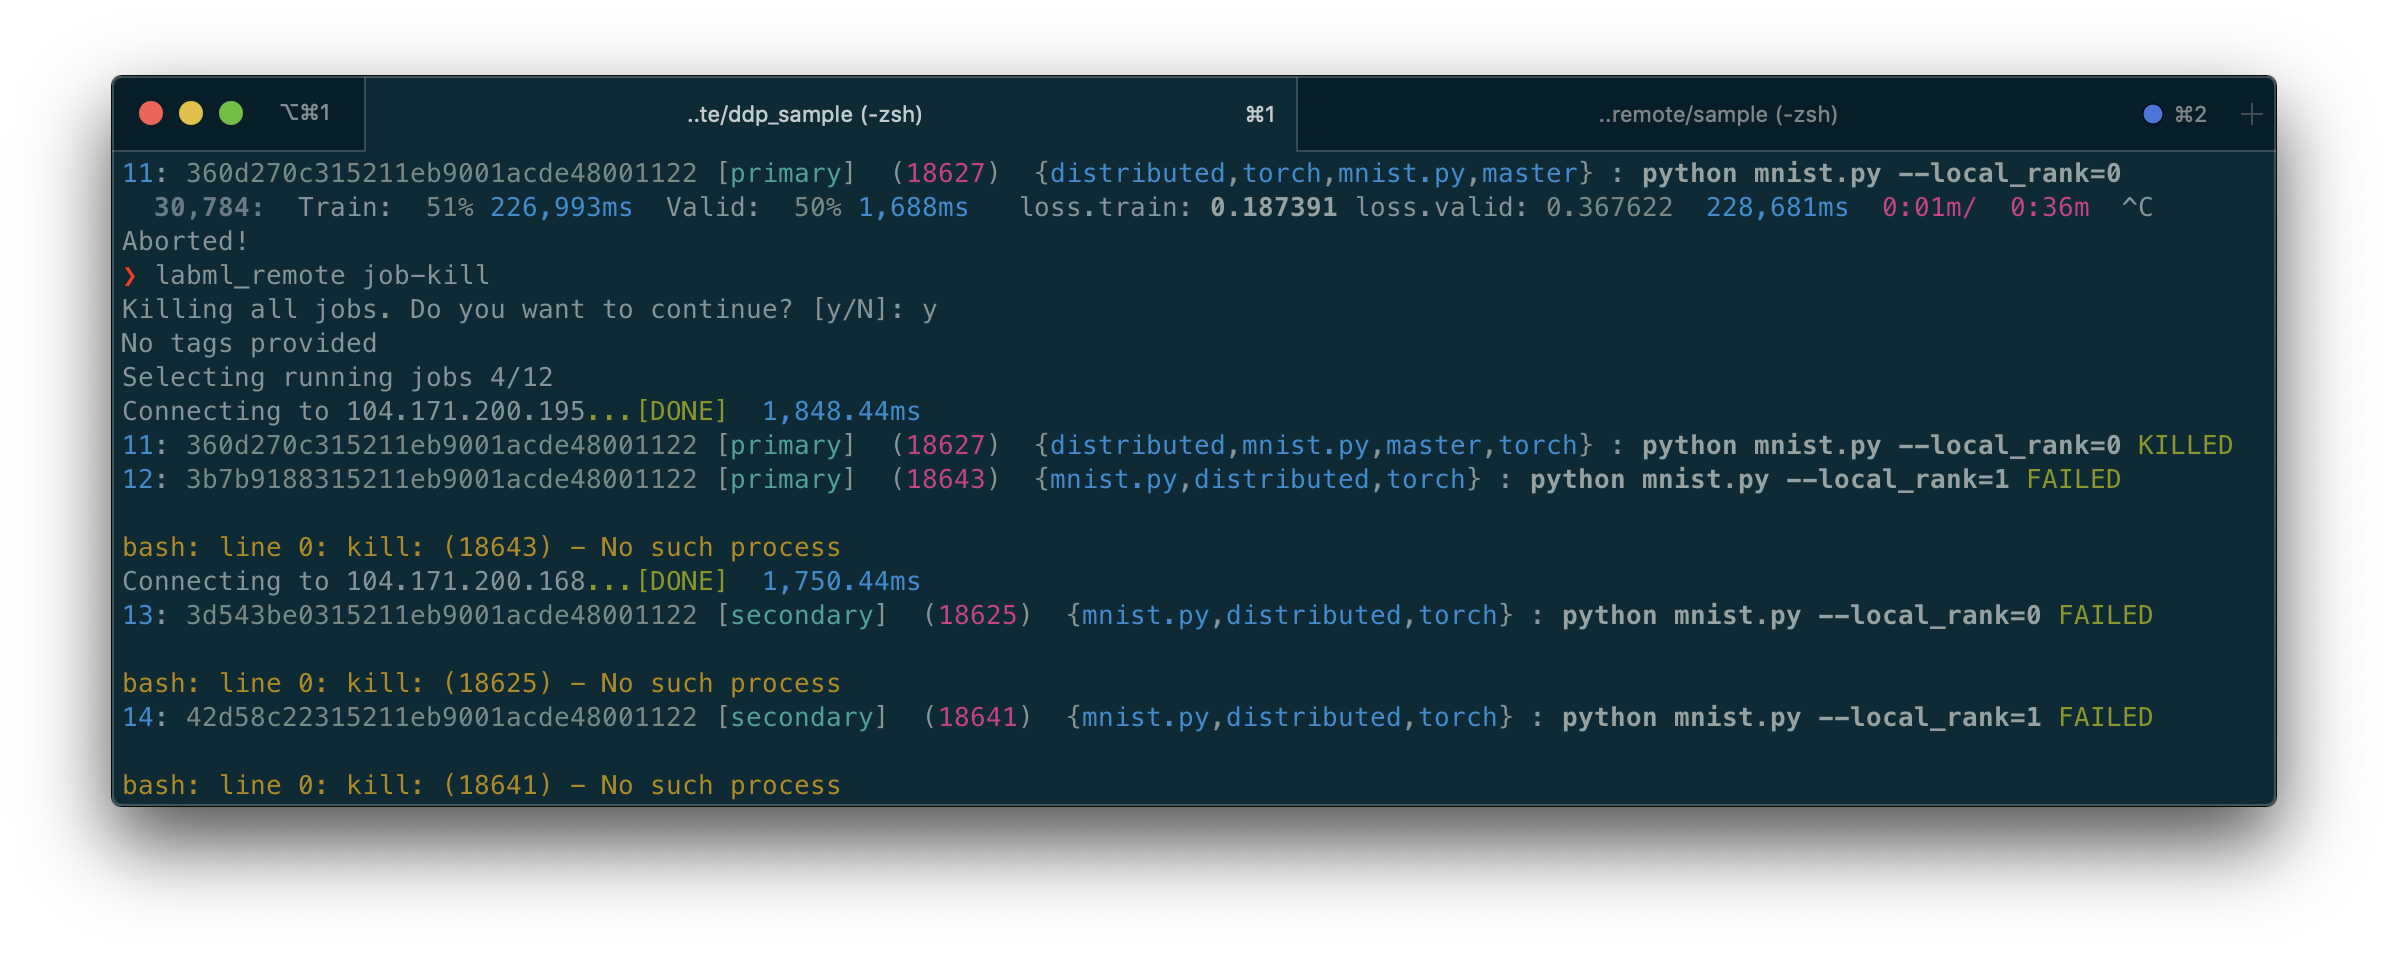 ⌥⌘1 ..te/ddp_sample (-zsh) ⌘1 ..remote/sample (-zsh) ⌘2 +
11: 360d270c315211eb9001acde48001122 [primary]  (18627)  {distributed,torch,mnist.py,master} : python mnist.py --local_rank=0
  30,784:  Train:  51% 226,993ms  Valid:  50% 1,688ms   loss.train: 0.187391 loss.valid: 0.367622  228,681ms  0:01m/  0:36m  ^C
Aborted!
❯ labml_remote job-kill
Killing all jobs. Do you want to continue? [y/N]: y
No tags provided
Selecting running jobs 4/12
Connecting to 104.171.200.195...[DONE]  1,848.44ms
11: 360d270c315211eb9001acde48001122 [primary]  (18627)  {distributed,mnist.py,master,torch} : python mnist.py --local_rank=0 KILLED
12: 3b7b9188315211eb9001acde48001122 [primary]  (18643)  {mnist.py,distributed,torch} : python mnist.py --local_rank=1 FAILED
bash: line 0: kill: (18643) - No such process
Connecting to 104.171.200.168...[DONE]  1,750.44ms
13: 3d543be0315211eb9001acde48001122 [secondary]  (18625)  {mnist.py,distributed,torch} : python mnist.py --local_rank=0 FAILED
bash: line 0: kill: (18625) - No such process
14: 42d58c22315211eb9001acde48001122 [secondary]  (18641)  {mnist.py,distributed,torch} : python mnist.py --local_rank=1 FAILED
bash: line 0: kill: (18641) - No such process